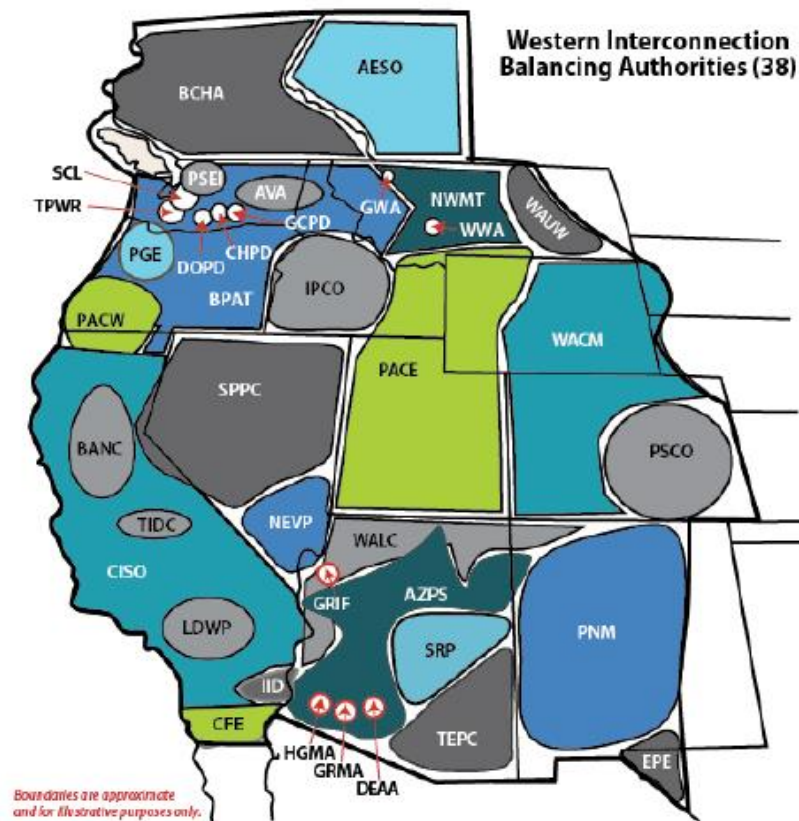 Western Interconnection
Balancing Authorities (38)
AESO
BCHA
SCL
PSEI
TPWR
AVA
GWA
NWMT
WAUW
GCPD
WWA
PGE
DOPD
CHPD
BPAT
IPCO
PACW
WACM
SPPC
PACE
BANC
PSCO
NEVP
TIDC
WALC
CISO
GRIF
AZPS
LDWP
SRP
PNM
IID
CFE
TEPC
HGMA
GRMA
DEAA
EPE
Boundaries are approximate
and for illustrative purposes only.